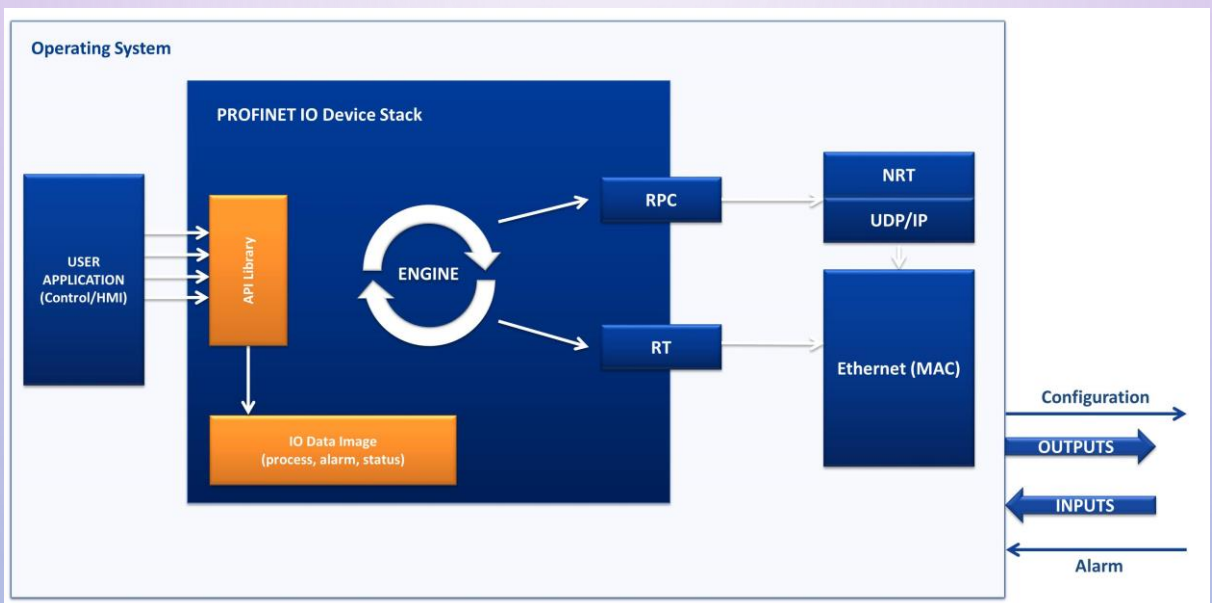 Operating System
PROFINET IO Device Stack
USER
APPLICATION
(Control/HMI)
API Library
ENGINE
IO Data Image
(process, alarm, status)
RPC
RT
NRT
UDP/IP
Ethernet (MAC)
Configuration
OUTPUTS
INPUTS
Alarm